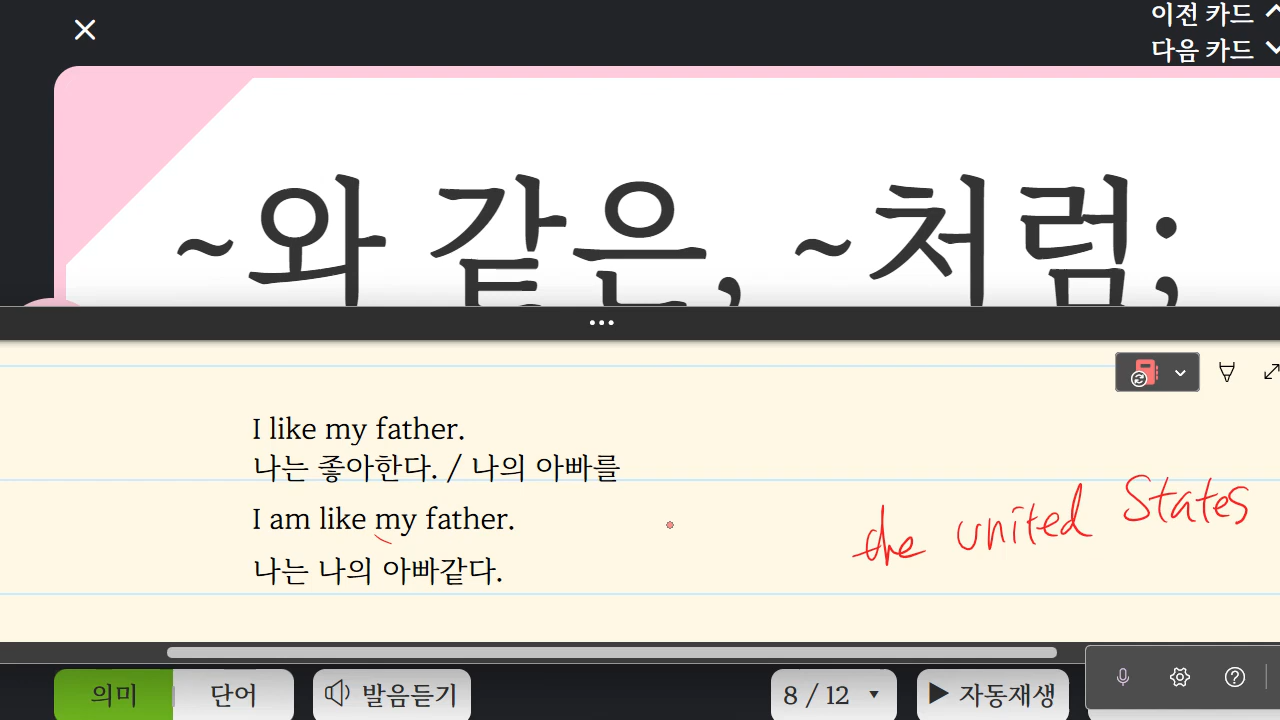 이전 카드
다음 카드
~와 같은, ~처럼;
I like my father.
나는 좋아한다. / 나의 아빠를
I am like my father.
나는 나의 아빠같다.
the united States
의미
단어
발음듣기
8 / 12
자동재생